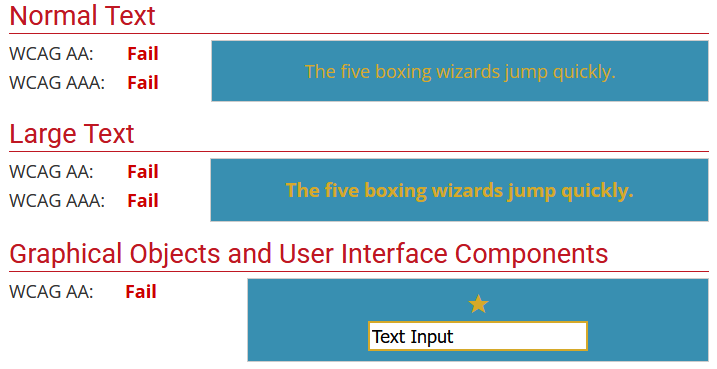 Normal Text
WCAG AA: Fail
The five boxing wizards jump quickly.
WCAG AAA: Fail
Large Text
WCAG AA: Fail
The five boxing wizards jump quickly.
WCAG AAA: Fail
Graphical Objects and User Interface Components
WCAG AA: Fail
Text Input